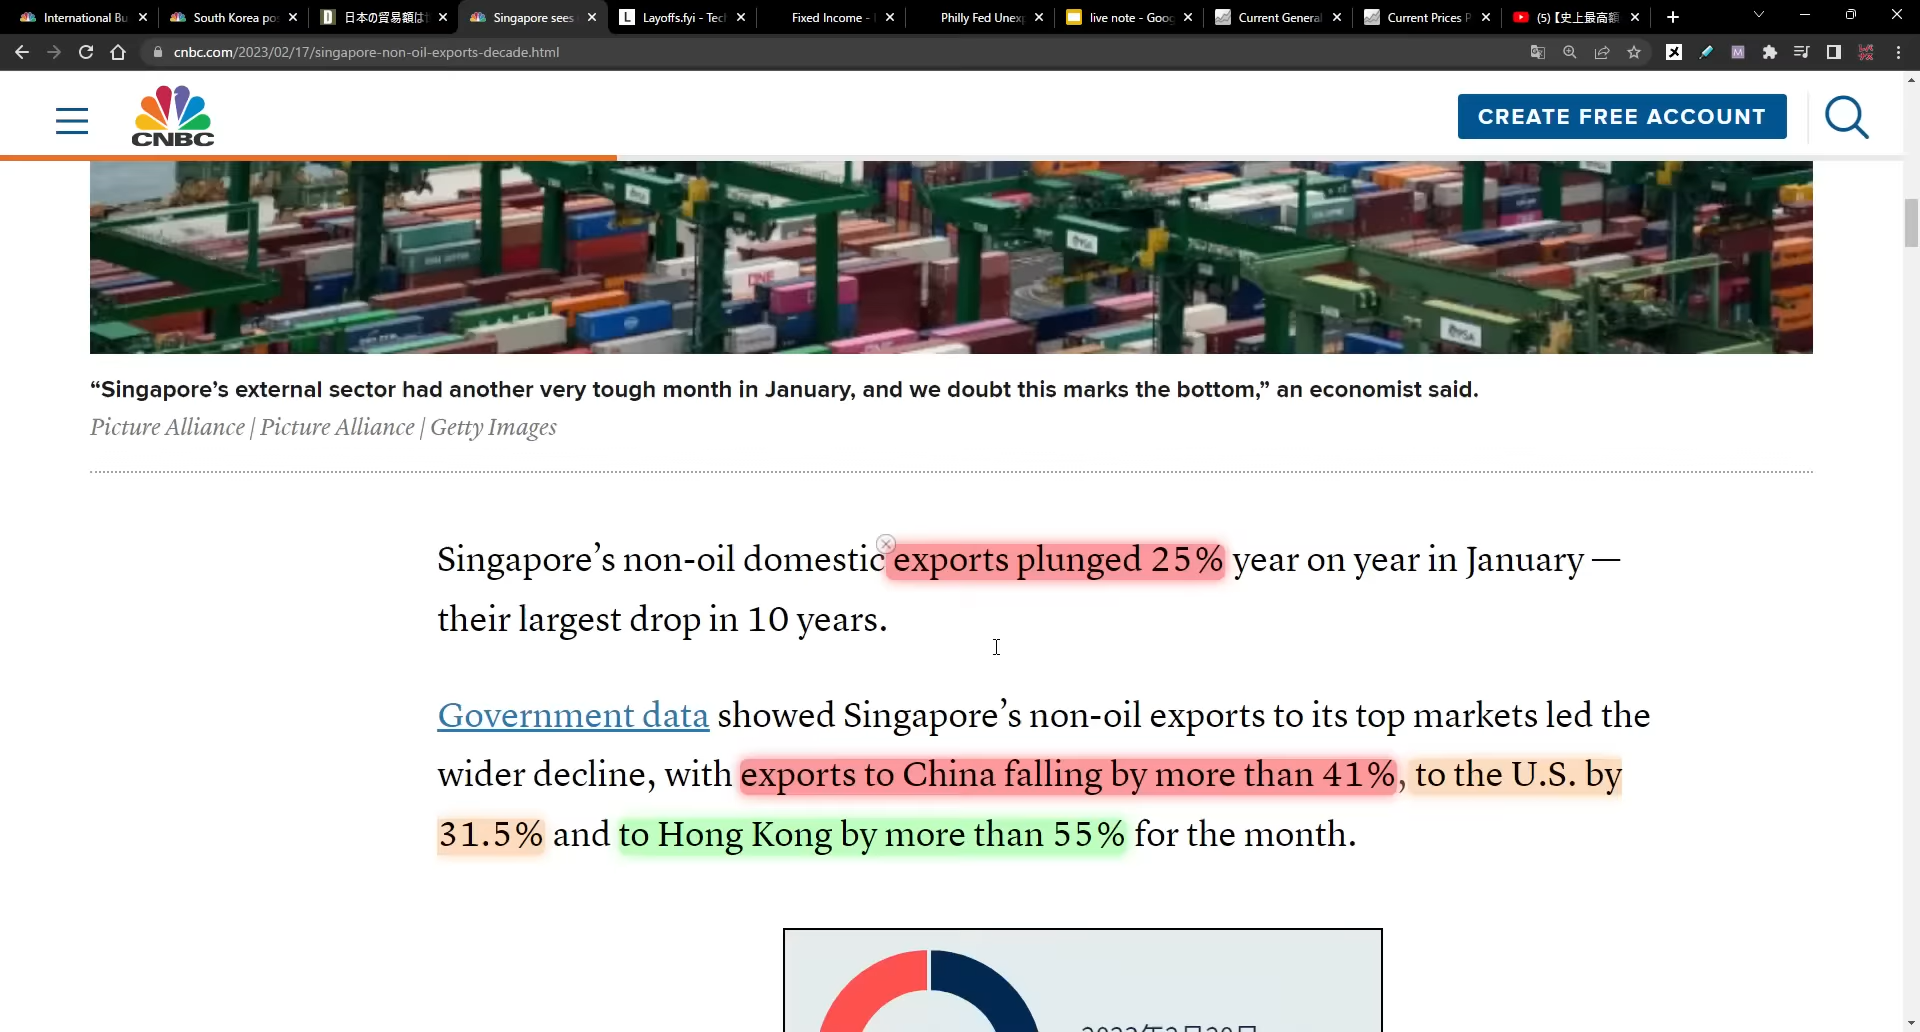 International Bu
South Korea po
日本の貿易額は
Singapore sees
Layoffs.fyi - Tec
Fixed Income -
Philly Fed Unex
live note - Goog
Current General
Current Prices P
(5)【史上最高額
cnbc.com/2023/02/17/singapore-non-oil-exports-decade.html
CNBC
CREATE FREE ACCOUNT
ONE
“Singapore’s external sector had another very tough month in January, and we doubt this marks the bottom,” an economist said.
Picture Alliance | Picture Alliance | Getty Images
Singapore’s non-oil domestic exports plunged 25% year on year in January —
their largest drop in 10 years.
Government data showed Singapore’s non-oil exports to its top markets led the
wider decline, with exports to China falling by more than 41%, to the U.S. by
31.5% and to Hong Kong by more than 55% for the month.